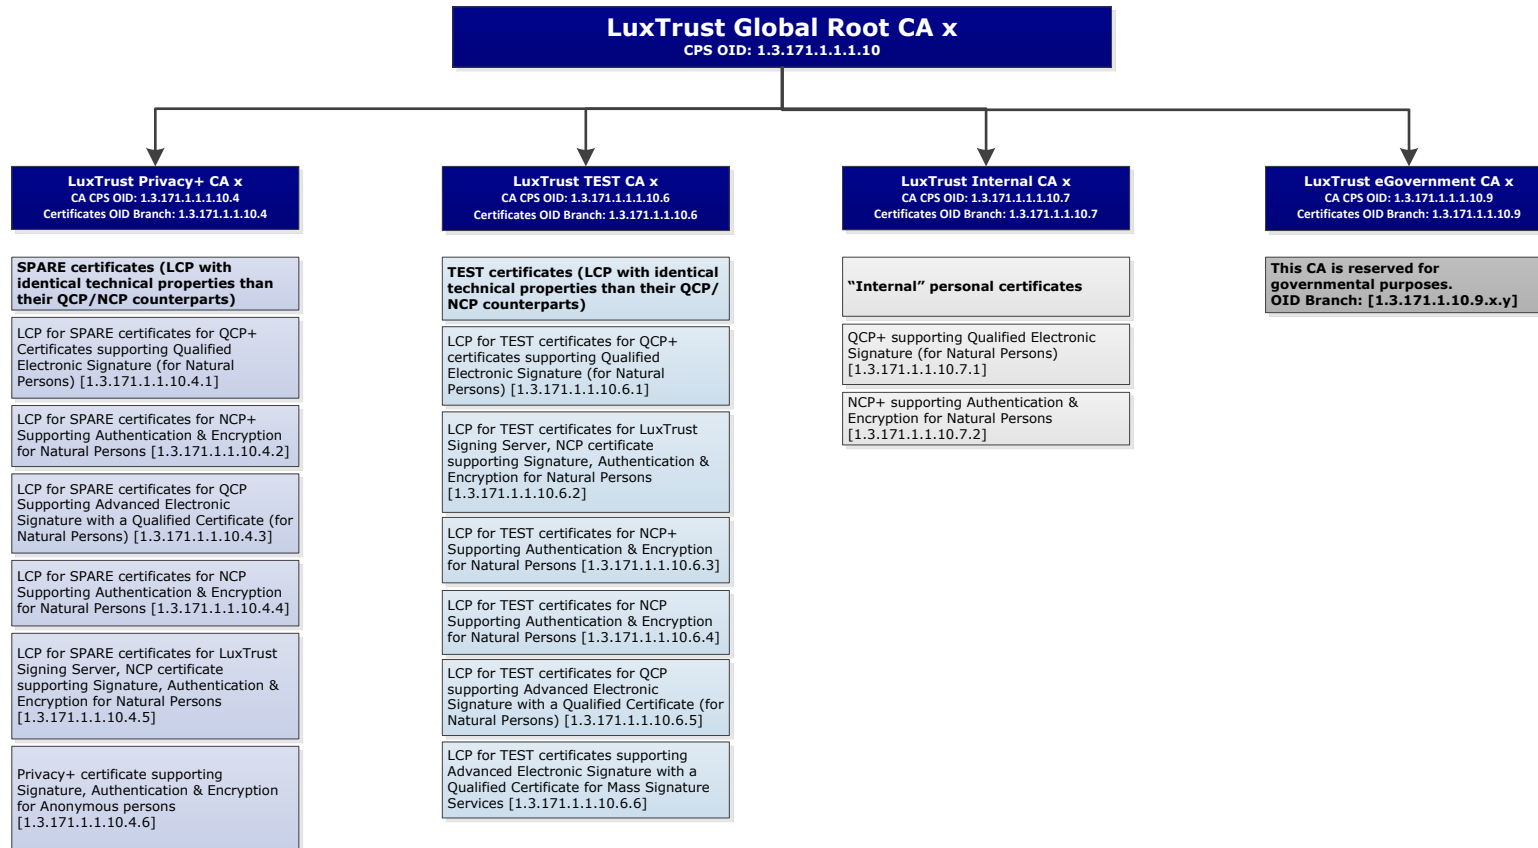 LuxTrust Global Root CA x
CPS OID: 1.3.171.1.1.1.10
LuxTrust Privacy+ CA x
CA CPS OID: 1.3.171.1.1.1.10.4
Certificates OID Branch: 1.3.171.1.1.10.4
SPARE certificates (LCP with
identical technical properties than
their QCP/NCP counterparts)
LCP for SPARE certificates for QCP+
Certificates supporting Qualified
Electronic Signature (for Natural
Persons) [1.3.171.1.1.10.4.1]
LCP for SPARE certificates for NCP+
Supporting Authentication & Encryption
for Natural Persons [1.3.171.1.1.10.4.2]
LCP for SPARE certificates for QCP
Supporting Advanced Electronic
Signature with a Qualified Certificate (for
Natural Persons) [1.3.171.1.1.10.4.3]
LCP for SPARE certificates for NCP
Supporting Authentication & Encryption
for Natural Persons [1.3.171.1.1.10.4.4]
LCP for SPARE certificates for LuxTrust
Signing Server, NCP certificate
supporting Signature, Authentication &
Encryption for Natural Persons
[1.3.171.1.1.10.4.5]
Privacy+ certificate supporting
Signature, Authentication & Encryption
for Anonymous persons
[1.3.171.1.1.10.4.6]
LuxTrust TEST CA x
CA CPS OID: 1.3.171.1.1.1.10.6
Certificates OID Branch: 1.3.171.1.1.10.6
TEST certificates (LCP with identical
technical properties than their QCP/
NCP counterparts)
LCP for TEST certificates for QCP+
certificates supporting Qualified
Electronic Signature (for Natural
Persons) [1.3.171.1.1.10.6.1]
LCP for TEST certificates for LuxTrust
Signing Server, NCP certificate
supporting Signature, Authentication &
Encryption for Natural Persons
[1.3.171.1.1.10.6.2]
LCP for TEST certificates for NCP+
Supporting Authentication & Encryption
for Natural Persons [1.3.171.1.1.10.6.3]
LCP for TEST certificates for NCP
Supporting Authentication & Encryption
for Natural Persons [1.3.171.1.1.10.6.4]
LCP for TEST certificates for QCP
supporting Advanced Electronic
Signature with a Qualified Certificate (for
Natural Persons) [1.3.171.1.1.10.6.5]
LCP for TEST certificates supporting
Advanced Electronic Signature with a
Qualified Certificate for Mass Signature
Services [1.3.171.1.1.10.6.6]
LuxTrust Internal CA x
CA CPS OID: 1.3.171.1.1.1.10.7
Certificates OID Branch: 1.3.171.1.1.10.7
“Internal” personal certificates
QCP+ supporting Qualified Electronic
Signature (for Natural Persons)
[1.3.171.1.1.10.7.1]
NCP+ supporting Authentication &
Encryption for Natural Persons
[1.3.171.1.1.10.7.2]
LuxTrust eGovernment CA x
CA CPS OID: 1.3.171.1.1.1.10.9
Certificates OID Branch: 1.3.171.1.1.10.9
This CA is reserved for
governmental purposes.
OID Branch: [1.3.171.1.10.9.x.y]